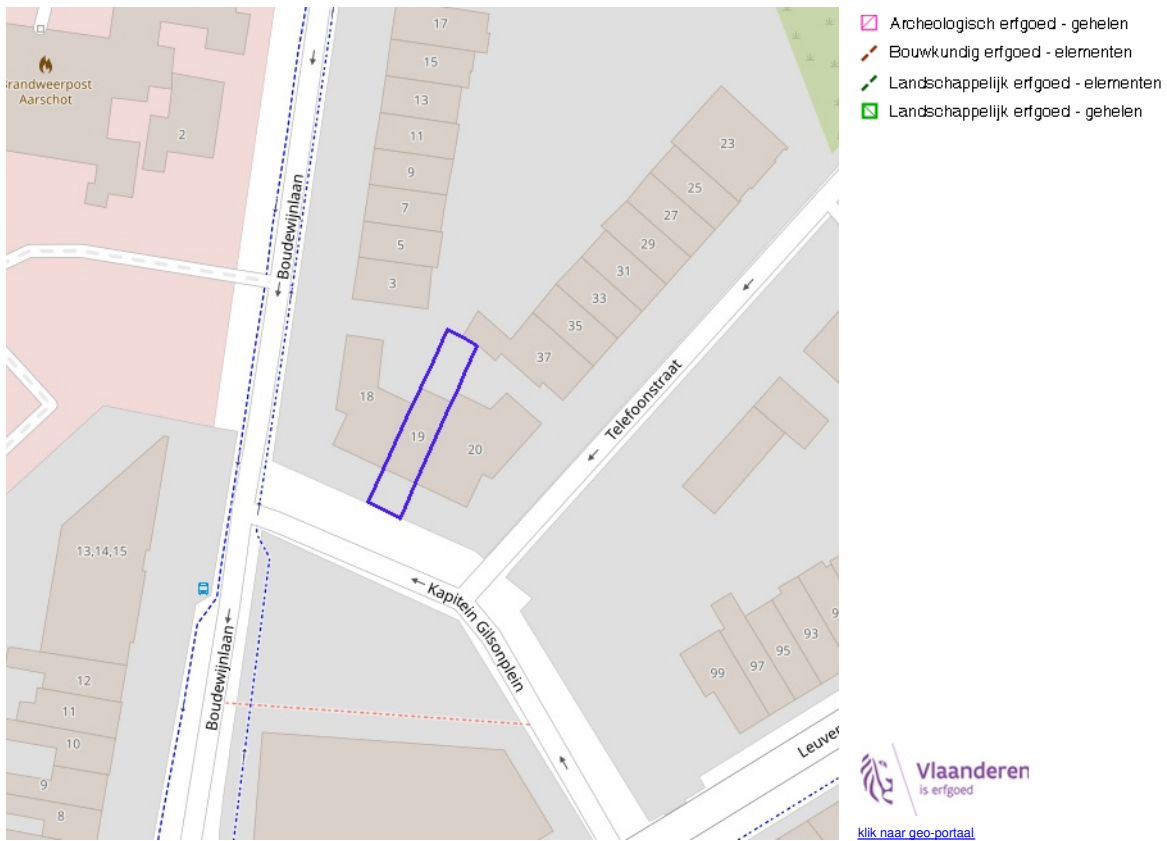 Brandweerpost
Aarschot
2
17
15
13
11
9
7
5
3
23
25
27
29
31
33
35
37
18
19
20
Boudewijnlaan
Telefoonstraat
Kapitein Gilsonplein
Boudewijnlaan
13,14,15
12
11
10
9
8
99
97
95
93
9
Leuven
Archeologisch erfgoed - gehelen
Bouwkundig erfgoed - elementen
Landschappelijk erfgoed - elementen
Landschappelijk erfgoed - gehelen
Vlaanderen
is erfgoed
klik naar geo-portaal